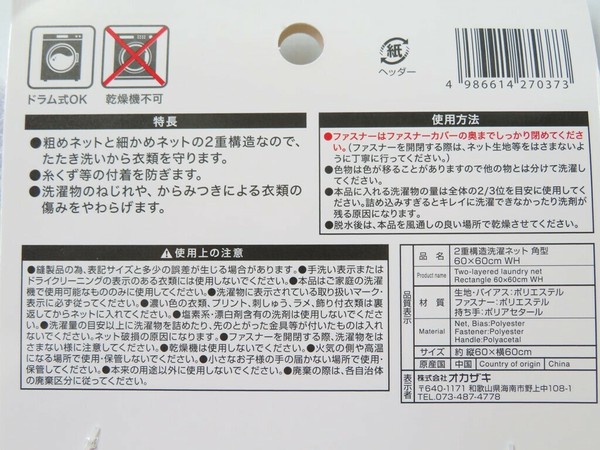 ドラム式OK
乾燥機不可
紙
ヘッダー
4 986614 270373
特長
●粗めネットと細かめネットの2重構造なので、
たたき洗いから衣類を守ります。
●糸くず等の付着を防ぎます。
●洗濯物のねじれや、からみつきによる衣類の
傷みをやわらげます。
使用方法
●ファスナーはファスナーカバーの奥までしっかり閉めてくださ
い。(ファスナーを開閉する際は、ネット生地等をはさまないよ
うに丁寧に行ってください。)
●色物は色が移ることがありますので他の物とは分けて洗濯し
てください。
●本品に入れる洗濯物の量は全体の2/3位を目安に使用してく
ださい。詰め込みすぎるとキレイに洗濯できなかったり洗剤が
残る原因になります。
●脱水後は、本品を風通しの良い場所で乾燥させてください。
使用上の注意
●縫製品の為、表記サイズと多少の誤差が生じる場合があります。●手洗い表示または
ドライクリーニングの表示のある衣類には使用しないでください。●本品はご家庭の洗濯
機で使用可能なもののみに使用してください。●洗濯物に表示されている取り扱いマーク・
表示に必ず従ってください。●濃い色の衣類、プリント、刺しゅう、ラメ、飾り付衣類は裏
返してからネットに入れてください。●塩素系・漂白剤含有の洗剤は使用しないでくださ
い。●洗濯量の目安以上に洗濯物を詰めたり、先のとがった金具等が付いたものは入れ
ないでください。ネット破損の原因になります。●ファスナーを開閉する際、洗濯物をは
さまない様に注意してください。●乾燥機は使用しないでください。●火気の側や高温
になる場所で使用・保管しないでください。●小さなお子様の手の届かない場所で使用・
保管してください。●本来の用途以外に使用しないでください。●廃棄の際は、各自治体
の廃棄区分に従ってください。
品質表示
品 名 2重構造洗濯ネット 角型
60×60cm WH
Product name Two-layered laundry net
Rectangle 60x60cm WH
材 質 生地・バイアス:ポリエステル
ファスナー:ポリエステル
持ち手:ポリアセタール
Material Net, Bias:Polyester
Fastener:Polyester
Handle:Polyacetal
サイズ 約 縦60×横60cm
原産国 中国 Country of origin China
表示者 株式会社オカザキ
〒640-1171 和歌山県海南市野上中108-1
TEL.073-487-4778